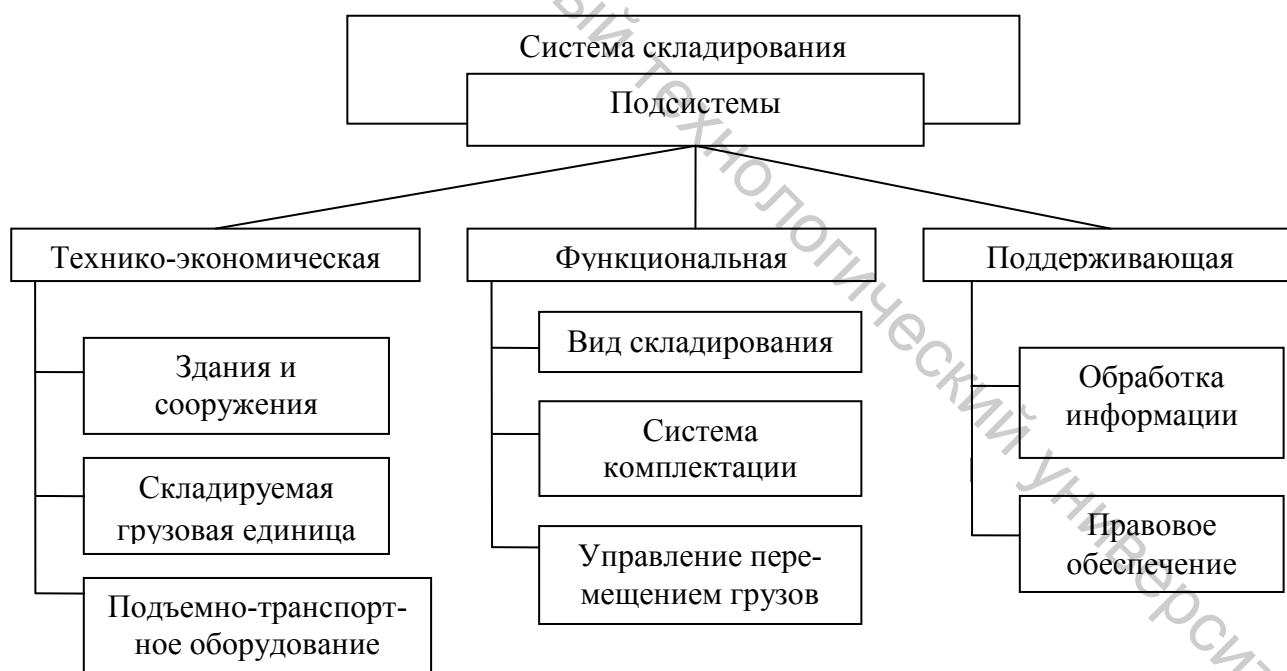 Система складирования
Подсистемы
Технико-экономическая
Функциональная
Поддерживающая
Здания и
сооружения
Складируемая
грузовая единица
Подъемно-транспорт-
ное оборудование
Вид складирования
Система
комплектации
Управление пере-
мещением грузов
Обработка
информации
Правовое
обеспечение
технологический